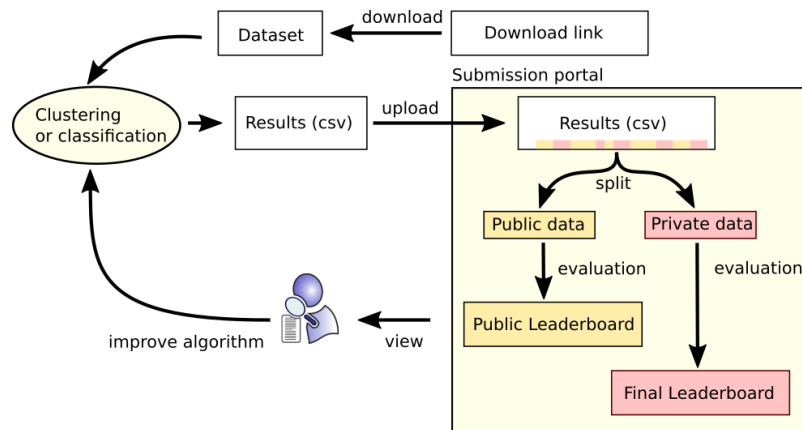 Dataset
download
Download link
Submission portal
Clustering
or classification
Results (csv)
upload
Results (csv)
split
Public data
Private data
evaluation
evaluation
Public Leaderboard
improve algorithm
view
Final Leaderboard